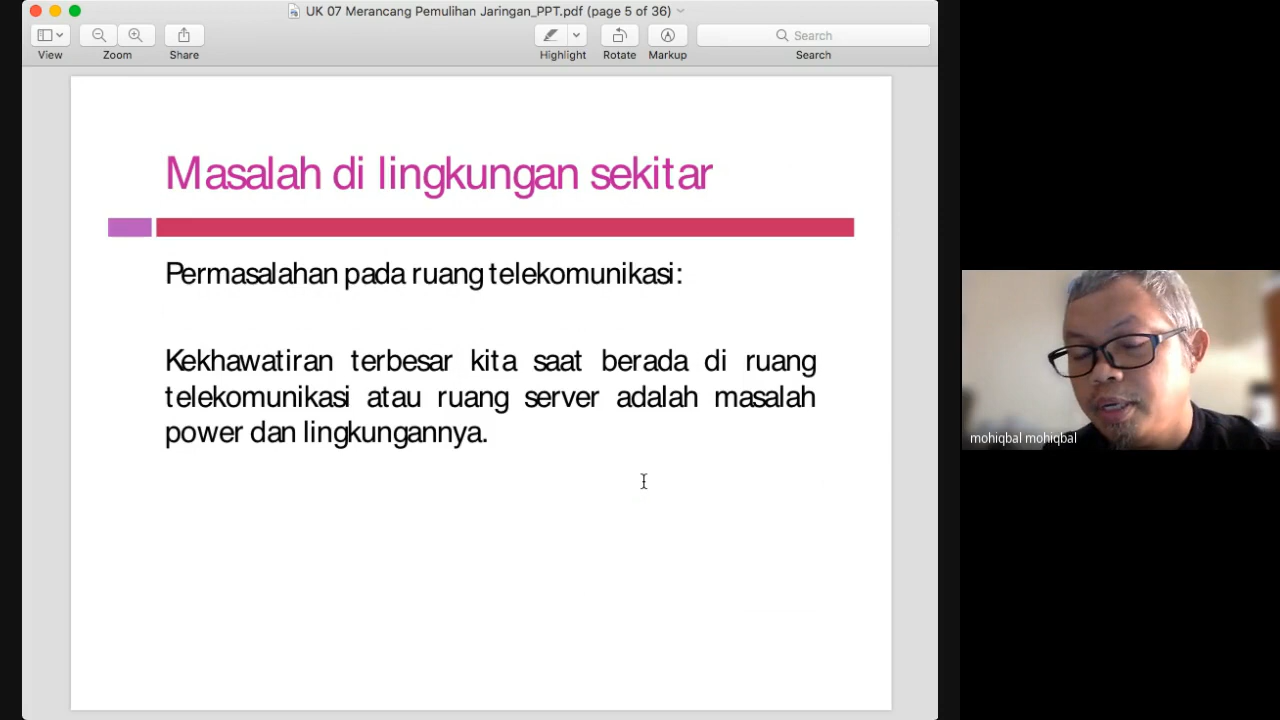 UK 07 Merancang Pemulihan Jaringan_PPT.pdf (page 5 of 36)
View
Zoom
Share
Highlight
Rotate
Markup
Search
Search
Masalah di lingkungan sekitar
Permasalahan pada ruang telekomunikasi:
Kekhawatiran terbesar kita saat berada di ruang
telekomunikasi atau ruang server adalah masalah
power dan lingkungannya.
mohiqbal mohiqbal